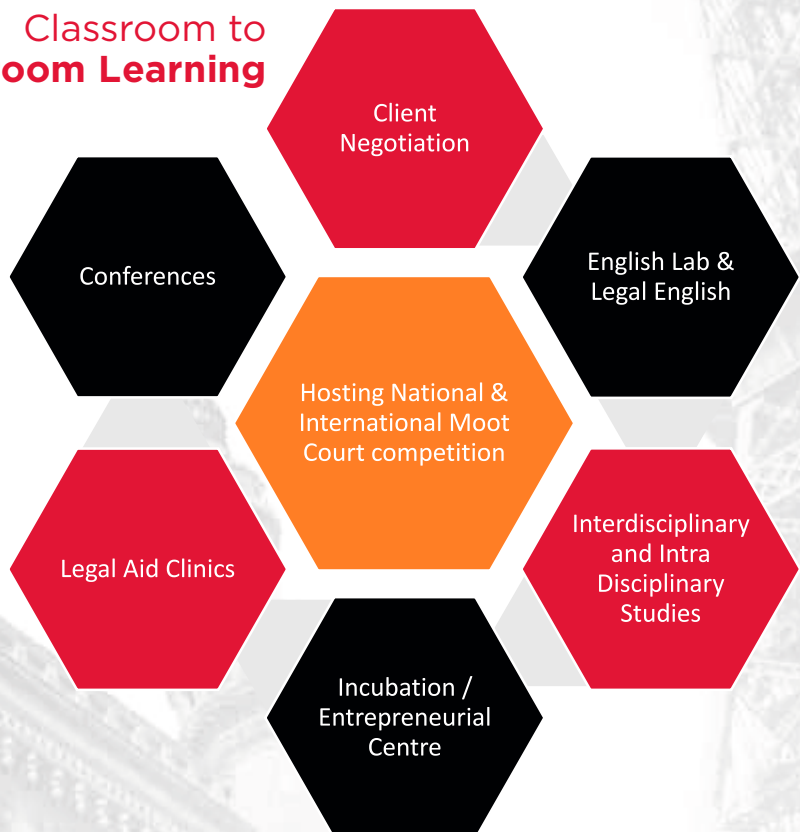 Classroom to
oom Learning
Client
Negotiation
Conferences
English Lab &
Legal English
Hosting National &
International Moot
Court competition
Legal Aid Clinics
Interdisciplinary
and Intra
Disciplinary
Studies
Incubation /
Entrepreneurial
Centre